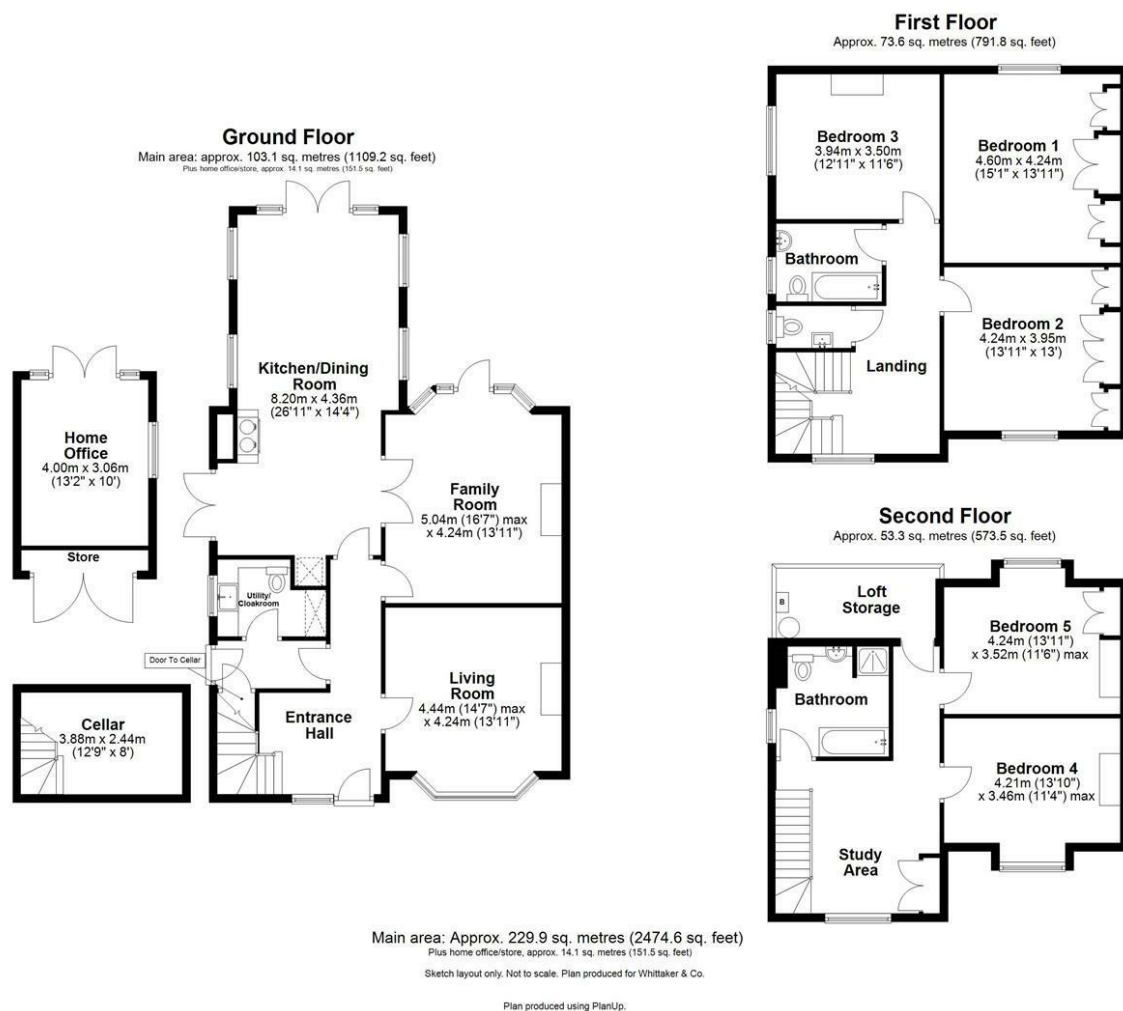 Ground Floor
Main area: approx. 103.1 sq. metres (1109.2 sq. feet)
Plus home office/store, approx. 14.1 sq. metres (151.5 sq. feet)
Kitchen/Dining
Room
8.20m x 4.36m
(26'11" x 14'4")
Home
Office
4.00m x 3.06m
(13'2" x 10')
Store
Family
Room
5.04m (16'7") max
x 4.24m (13'11")
Utility/
Cloakroom
Door To Cellar
Living
Room
4.44m (14'7") max
x 4.24m (13'11")
Entrance
Hall
Cellar
3.88m x 2.44m
(12'9" x 8')
First Floor
Approx. 73.6 sq. metres (791.8 sq. feet)
Bedroom 3
3.94m x 3.50m
(12'11" x 11'6")
Bedroom 1
4.60m x 4.24m
(15'1" x 13'11")
Bathroom
Bedroom 2
4.24m x 3.95m
(13'11" x 13')
Landing
Second Floor
Approx. 53.3 sq. metres (573.5 sq. feet)
Loft
Storage
B
Bedroom 5
4.24m (13'11")
x 3.52m (11'6") max
Bathroom
Bedroom 4
4.21m (13'10")
x 3.46m (11'4") max
Study
Area
Main area: Approx. 229.9 sq. metres (2474.6 sq. feet)
Plus home office/store, approx. 14.1 sq. metres (151.5 sq. feet)
Sketch layout only. Not to scale. Plan produced for Whittaker & Co.
Plan produced using PlanUp.